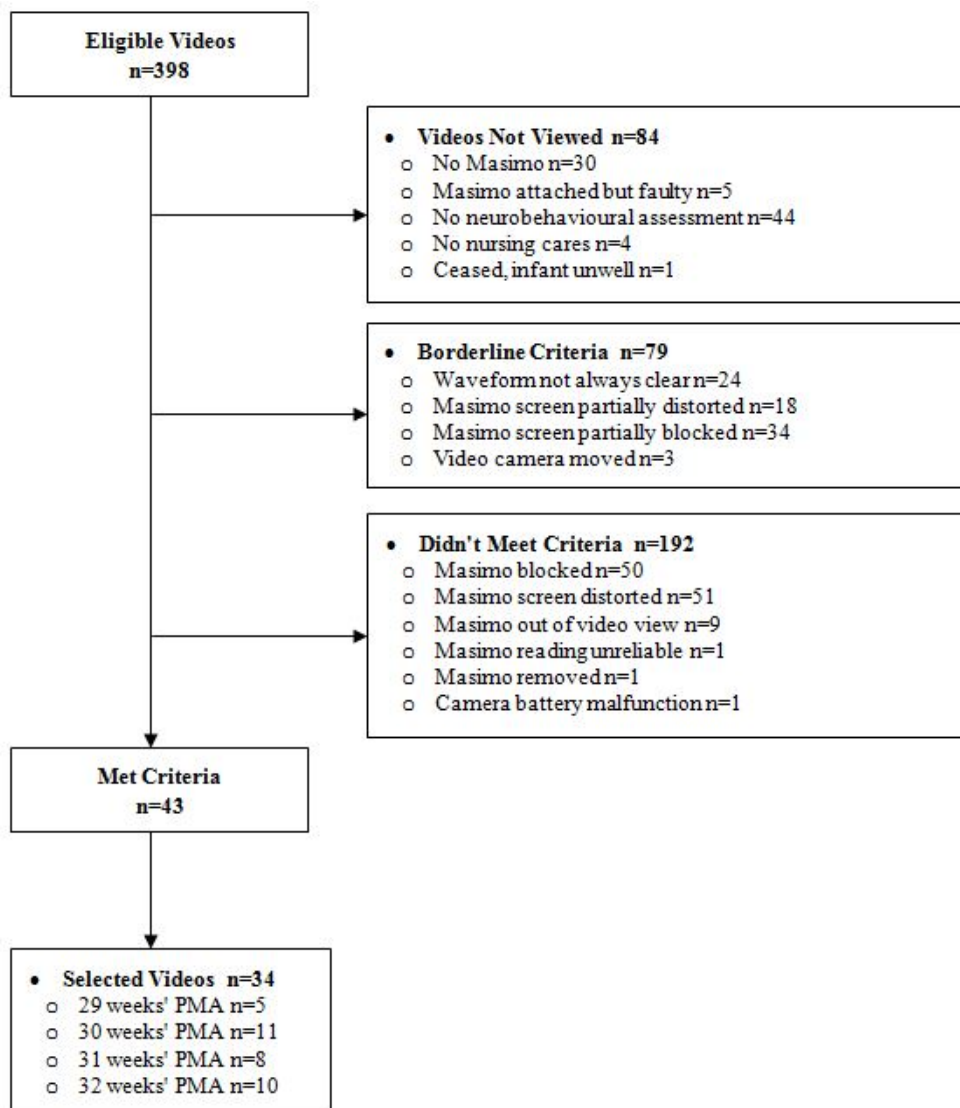 Eligible Videos
n=398
• Videos Not Viewed n=84
o No Masimo n=30
o Masimo attached but faulty n=5
o No neurobehavioural assessment n=44
o No nursing cares n=4
o Ceased, infant unwell n=1
• Borderline Criteria n=79
o Waveform not always clear n=24
o Masimo screen partially distorted n=18
o Masimo screen partially blocked n=34
o Video camera moved n=3
• Didn't Meet Criteria n=192
o Masimo blocked n=50
o Masimo screen distorted n=51
o Masimo out of video view n=9
o Masimo reading unreliable n=1
o Masimo removed n=1
o Camera battery malfunction n=1
Met Criteria
n=43
• Selected Videos n=34
o 29 weeks' PMA n=5
o 30 weeks' PMA n=11
o 31 weeks' PMA n=8
o 32 weeks' PMA n=10